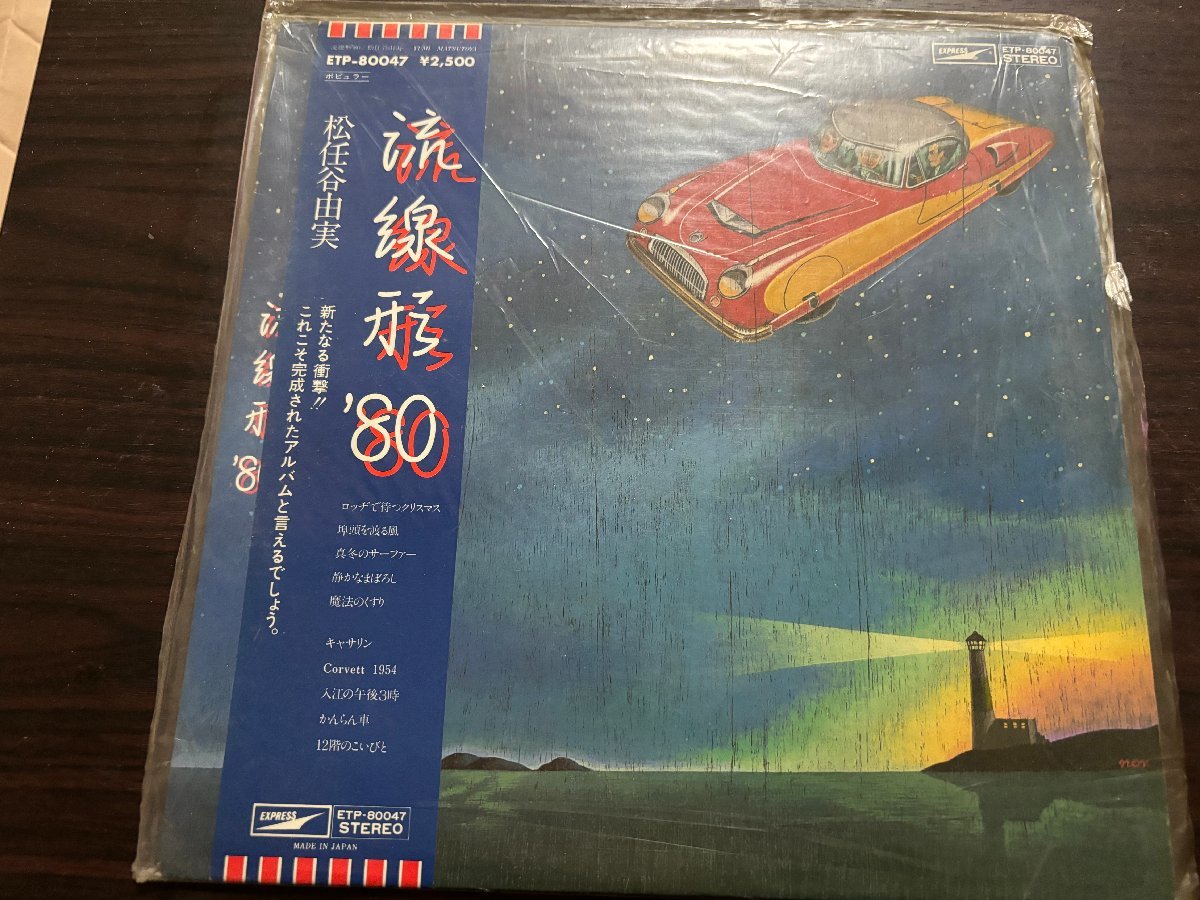 ETP-80047 ¥2,500
ポピュラー
流線形'80
松任谷由実
新たなる衝撃!!
これこそ完成されたアルバムと言えるでしょう。
ロッヂで待つクリスマス
埠頭を渡る風
真冬のサーファー
静かなまぼろし
魔法のくすり
キャサリン
Corvett 1954
入江の午後3時
かんらん車
12階のこいびと
EXPRESS
ETP-80047
STEREO
MADE IN JAPAN
流線形'8
EXPRESS
ETP-80047
STEREO